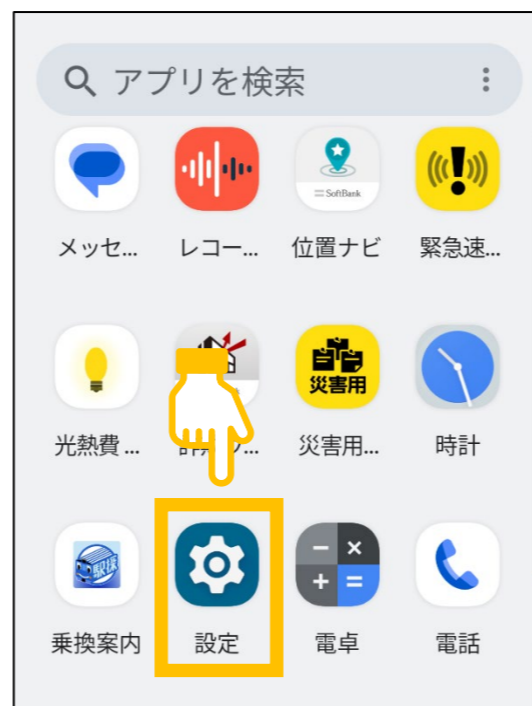 アプリを検索
SoftBank
メッセ...
レコー...
位置ナビ
緊急速...
災害用
光熱費 ...
災害用...
時計
乗換案内
設定
電卓
電話